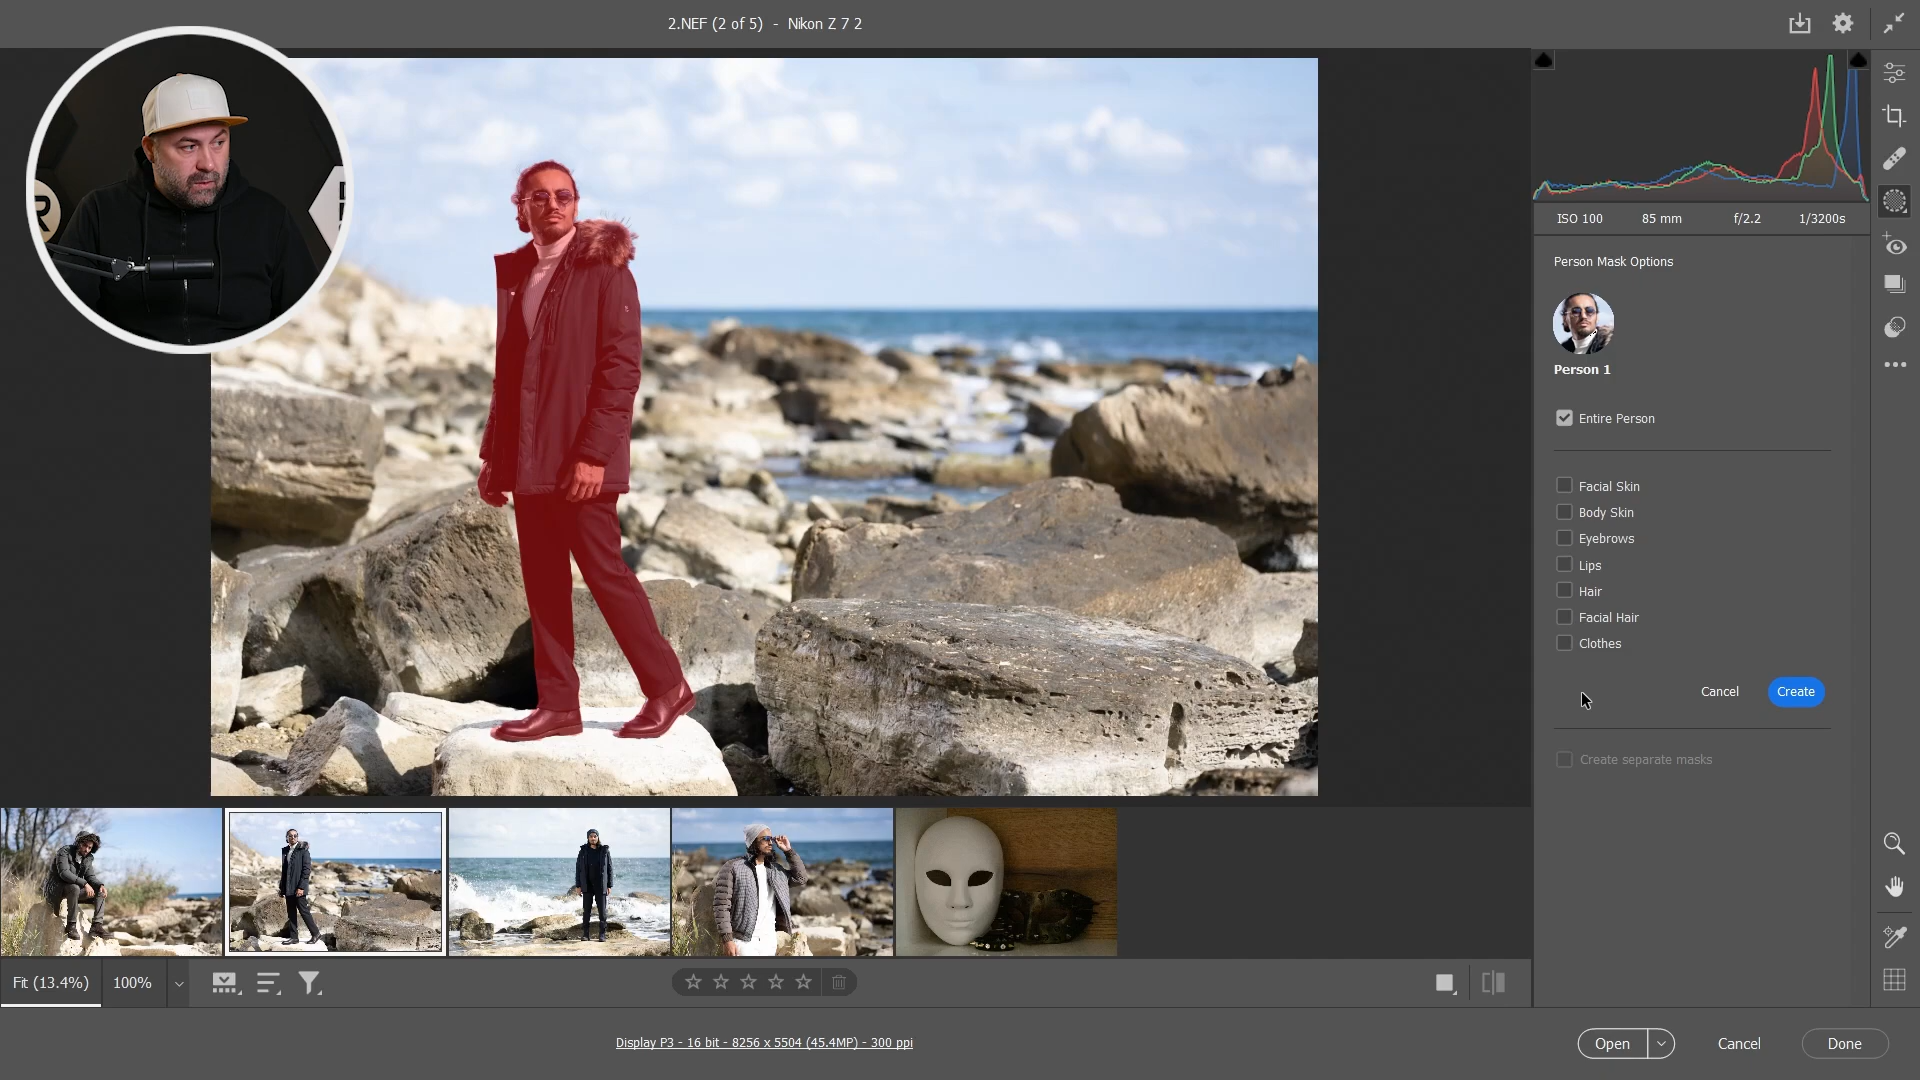 2.NEF (2 of 5)  -  Nikon Z 7 2
ISO 100 85 mm f/2.2 1/3200s
Person Mask Options
Person 1
Entire Person
Facial Skin
Body Skin
Eyebrows
Lips
Hair
Facial Hair
Clothes
Cancel Create
Create separate masks
Fit (13.4%) 100%
Display P3 - 16 bit - 8256 x 5504 (45.4MP) - 300 ppi
Open Cancel Done